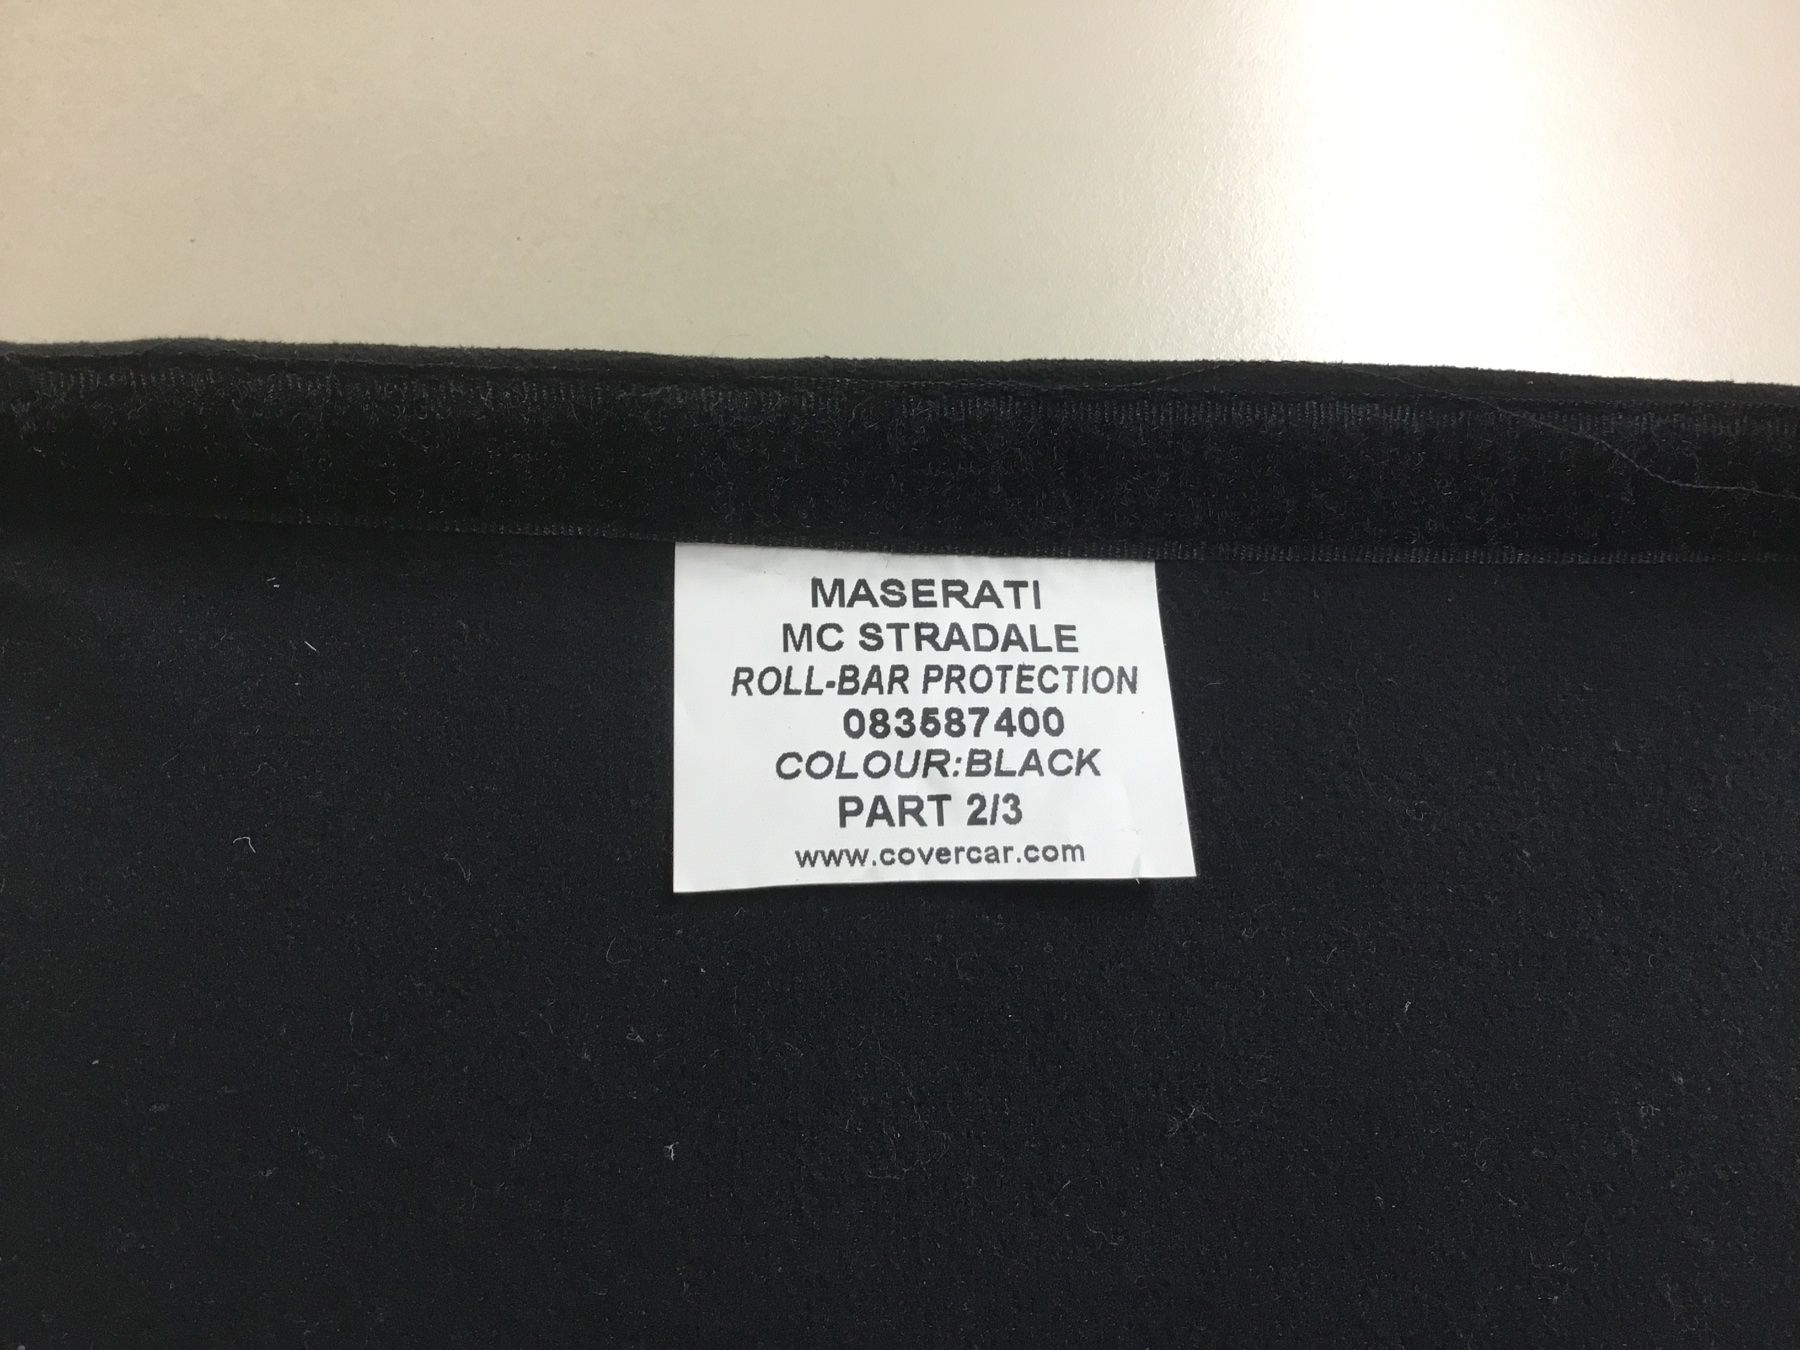 MASERATI
MC STRADALE
ROLL-BAR PROTECTION
083587400
COLOUR:BLACK
PART 2/3
www.covercar.com